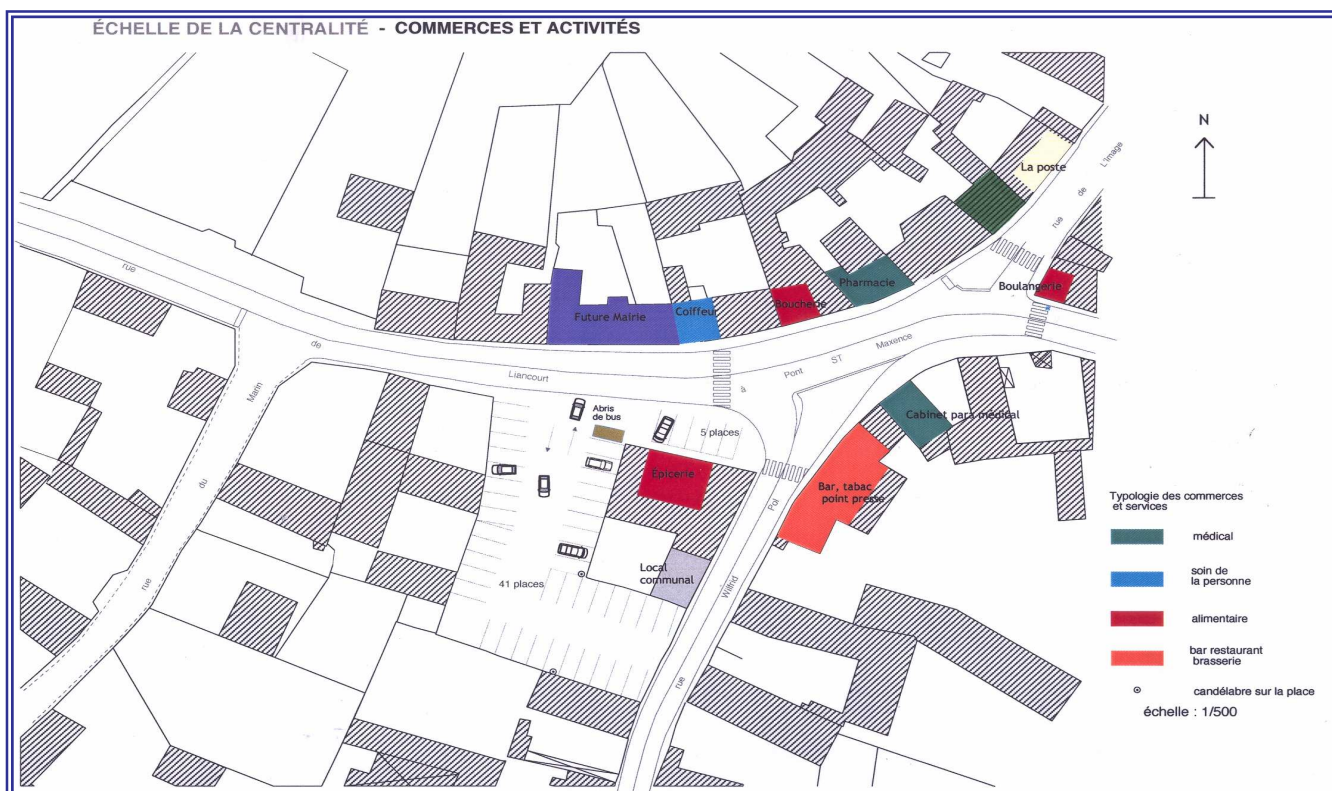 ÉCHELLE DE LA CENTRALITÉ - COMMERCES ET ACTIVITÉS
N
La poste
rue de L'Image
Pharmacie
Boulangerie
Boucherie
Coiffeur
Future Mairie
rue de Liancourt à Pont ST Maxence
rue du Marin
Abris
de bus
5 places
Cabinet para médical
Épicerie
Bar, tabac
point presse
Local
communal
41 places
rue Wilfrid Pol
Typologie des commerces
et services
médical
soin de
la personne
alimentaire
bar restaurant
brasserie
candélabre sur la place
échelle : 1/500